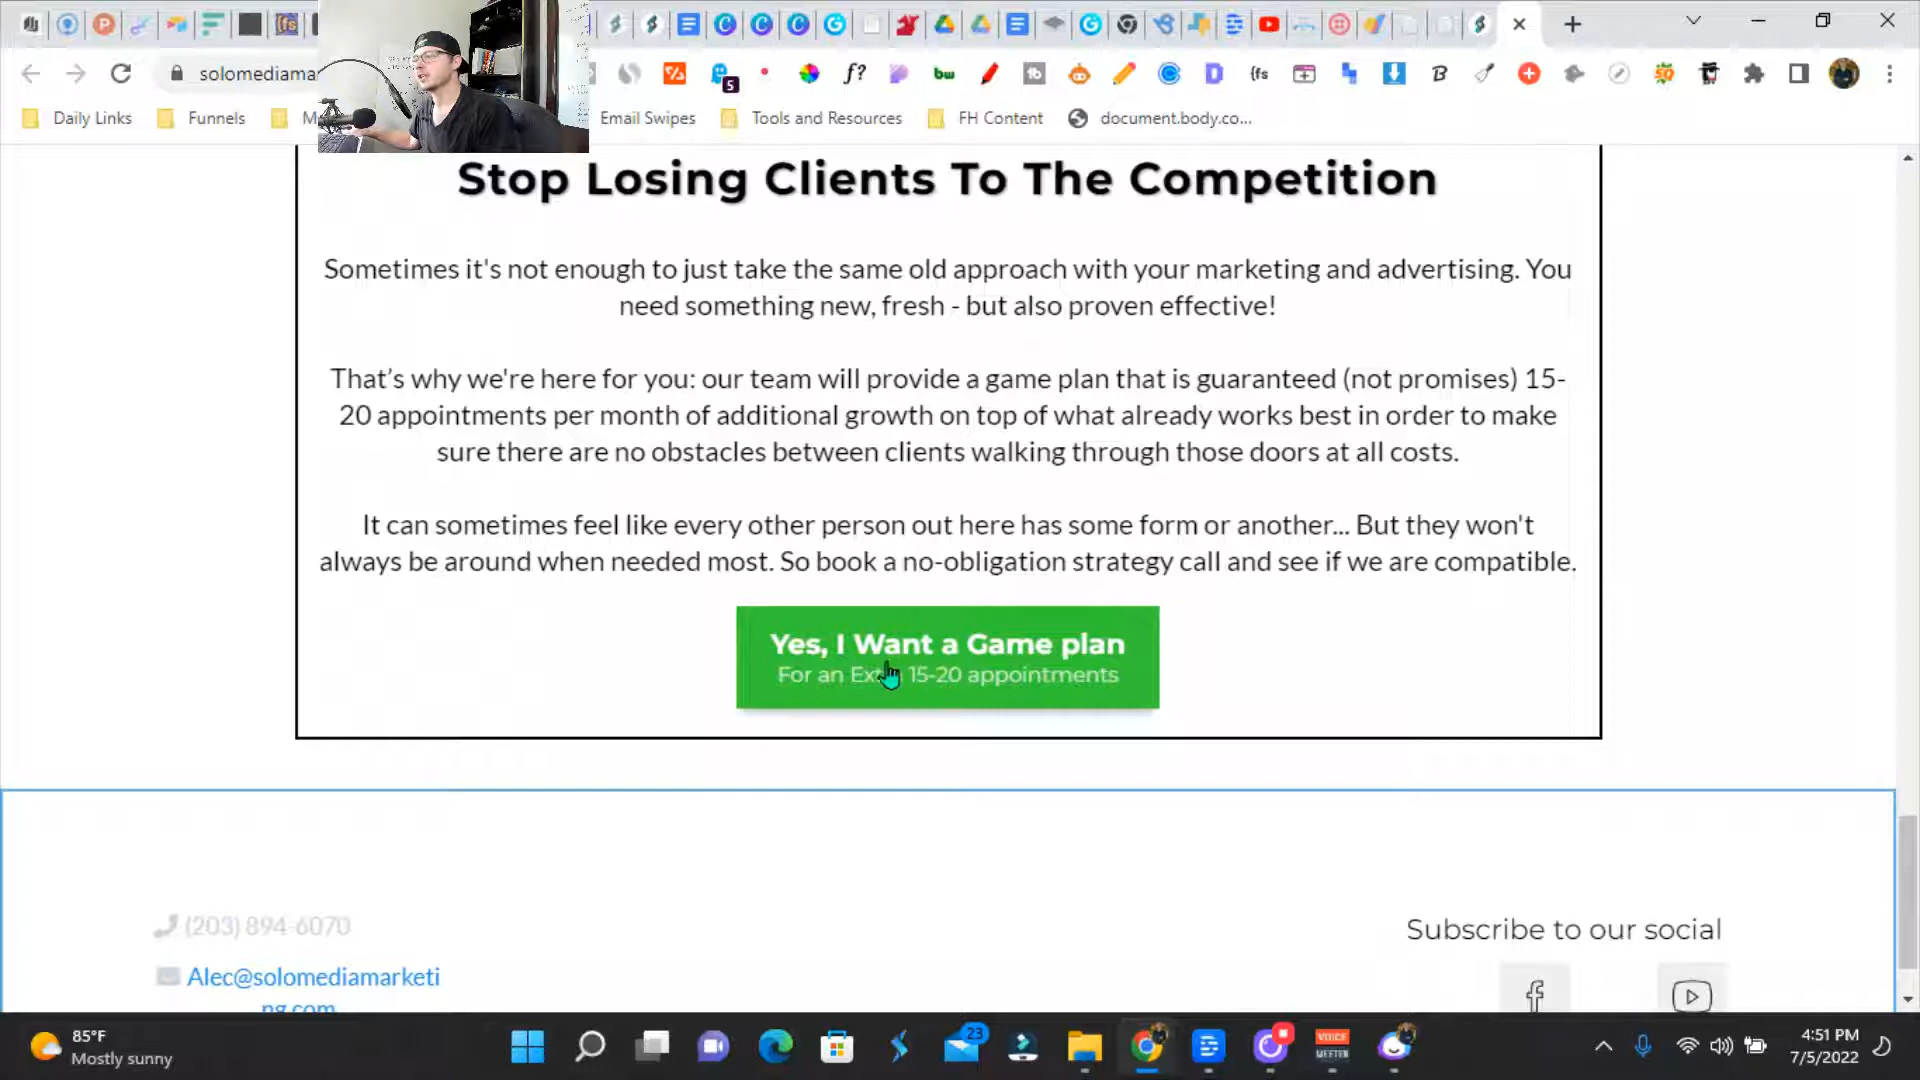 solomediama
5
Daily Links
Funnels
M
Email Swipes
Tools and Resources
FH Content
document.body.co...
Stop Losing Clients To The Competition
Sometimes it's not enough to just take the same old approach with your marketing and advertising. You
need something new, fresh - but also proven effective!
That's why we're here for you: our team will provide a game plan that is guaranteed (not promises) 15-
20 appointments per month of additional growth on top of what already works best in order to make
sure there are no obstacles between clients walking through those doors at all costs.
It can sometimes feel like every other person out here has some form or another... But they won't
always be around when needed most. So book a no-obligation strategy call and see if we are compatible.
Yes, I Want a Game plan
For an Ext 15-20 appointments
(203) 894-6070
Alec@solomediamarketi
ng.com
Subscribe to our social
85°F
Mostly sunny
23
VOICE
MEETER
4:51 PM
7/5/2022